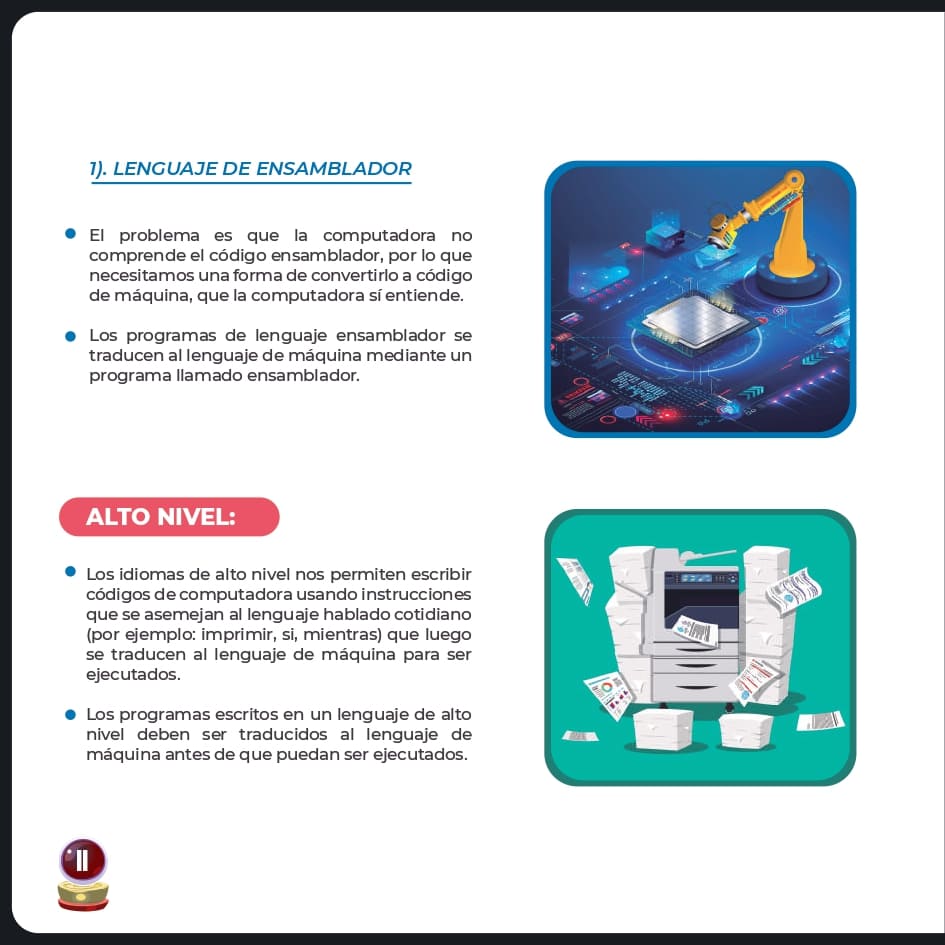 1). LENGUAJE DE ENSAMBLADOR
El problema es que la computadora no
comprende el código ensamblador, por lo que
necesitamos una forma de convertirlo a código
de máquina, que la computadora sí entiende.
Los programas de lenguaje ensamblador se
traducen al lenguaje de máquina mediante un
programa llamado ensamblador.
ALTO NIVEL:
Los idiomas de alto nivel nos permiten escribir
códigos de computadora usando instrucciones
que se asemejan al lenguaje hablado cotidiano
(por ejemplo: imprimir, si, mientras) que luego
se traducen al lenguaje de máquina para ser
ejecutados.
Los programas escritos en un lenguaje de alto
nivel deben ser traducidos al lenguaje de
máquina antes de que puedan ser ejecutados.
11